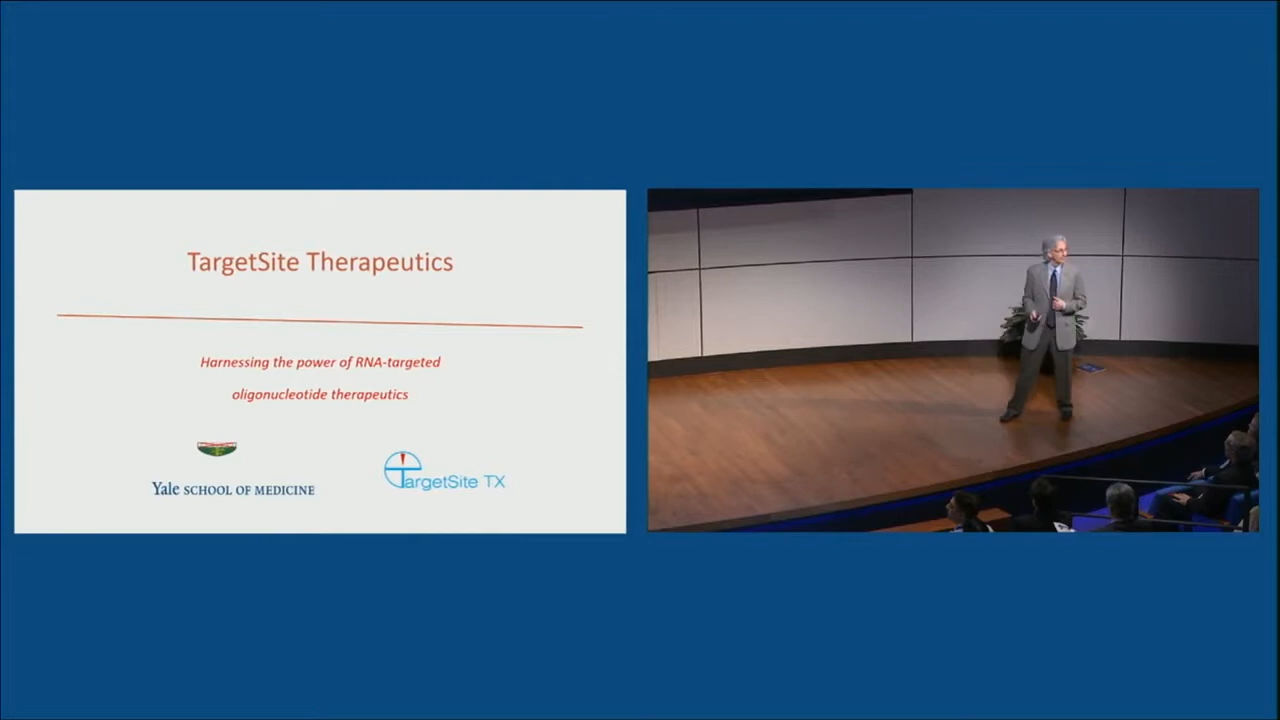 TargetSite Therapeutics
Harnessing the power of RNA-targeted
oligonucleotide therapeutics
Yale SCHOOL OF MEDICINE
TargetSite TX